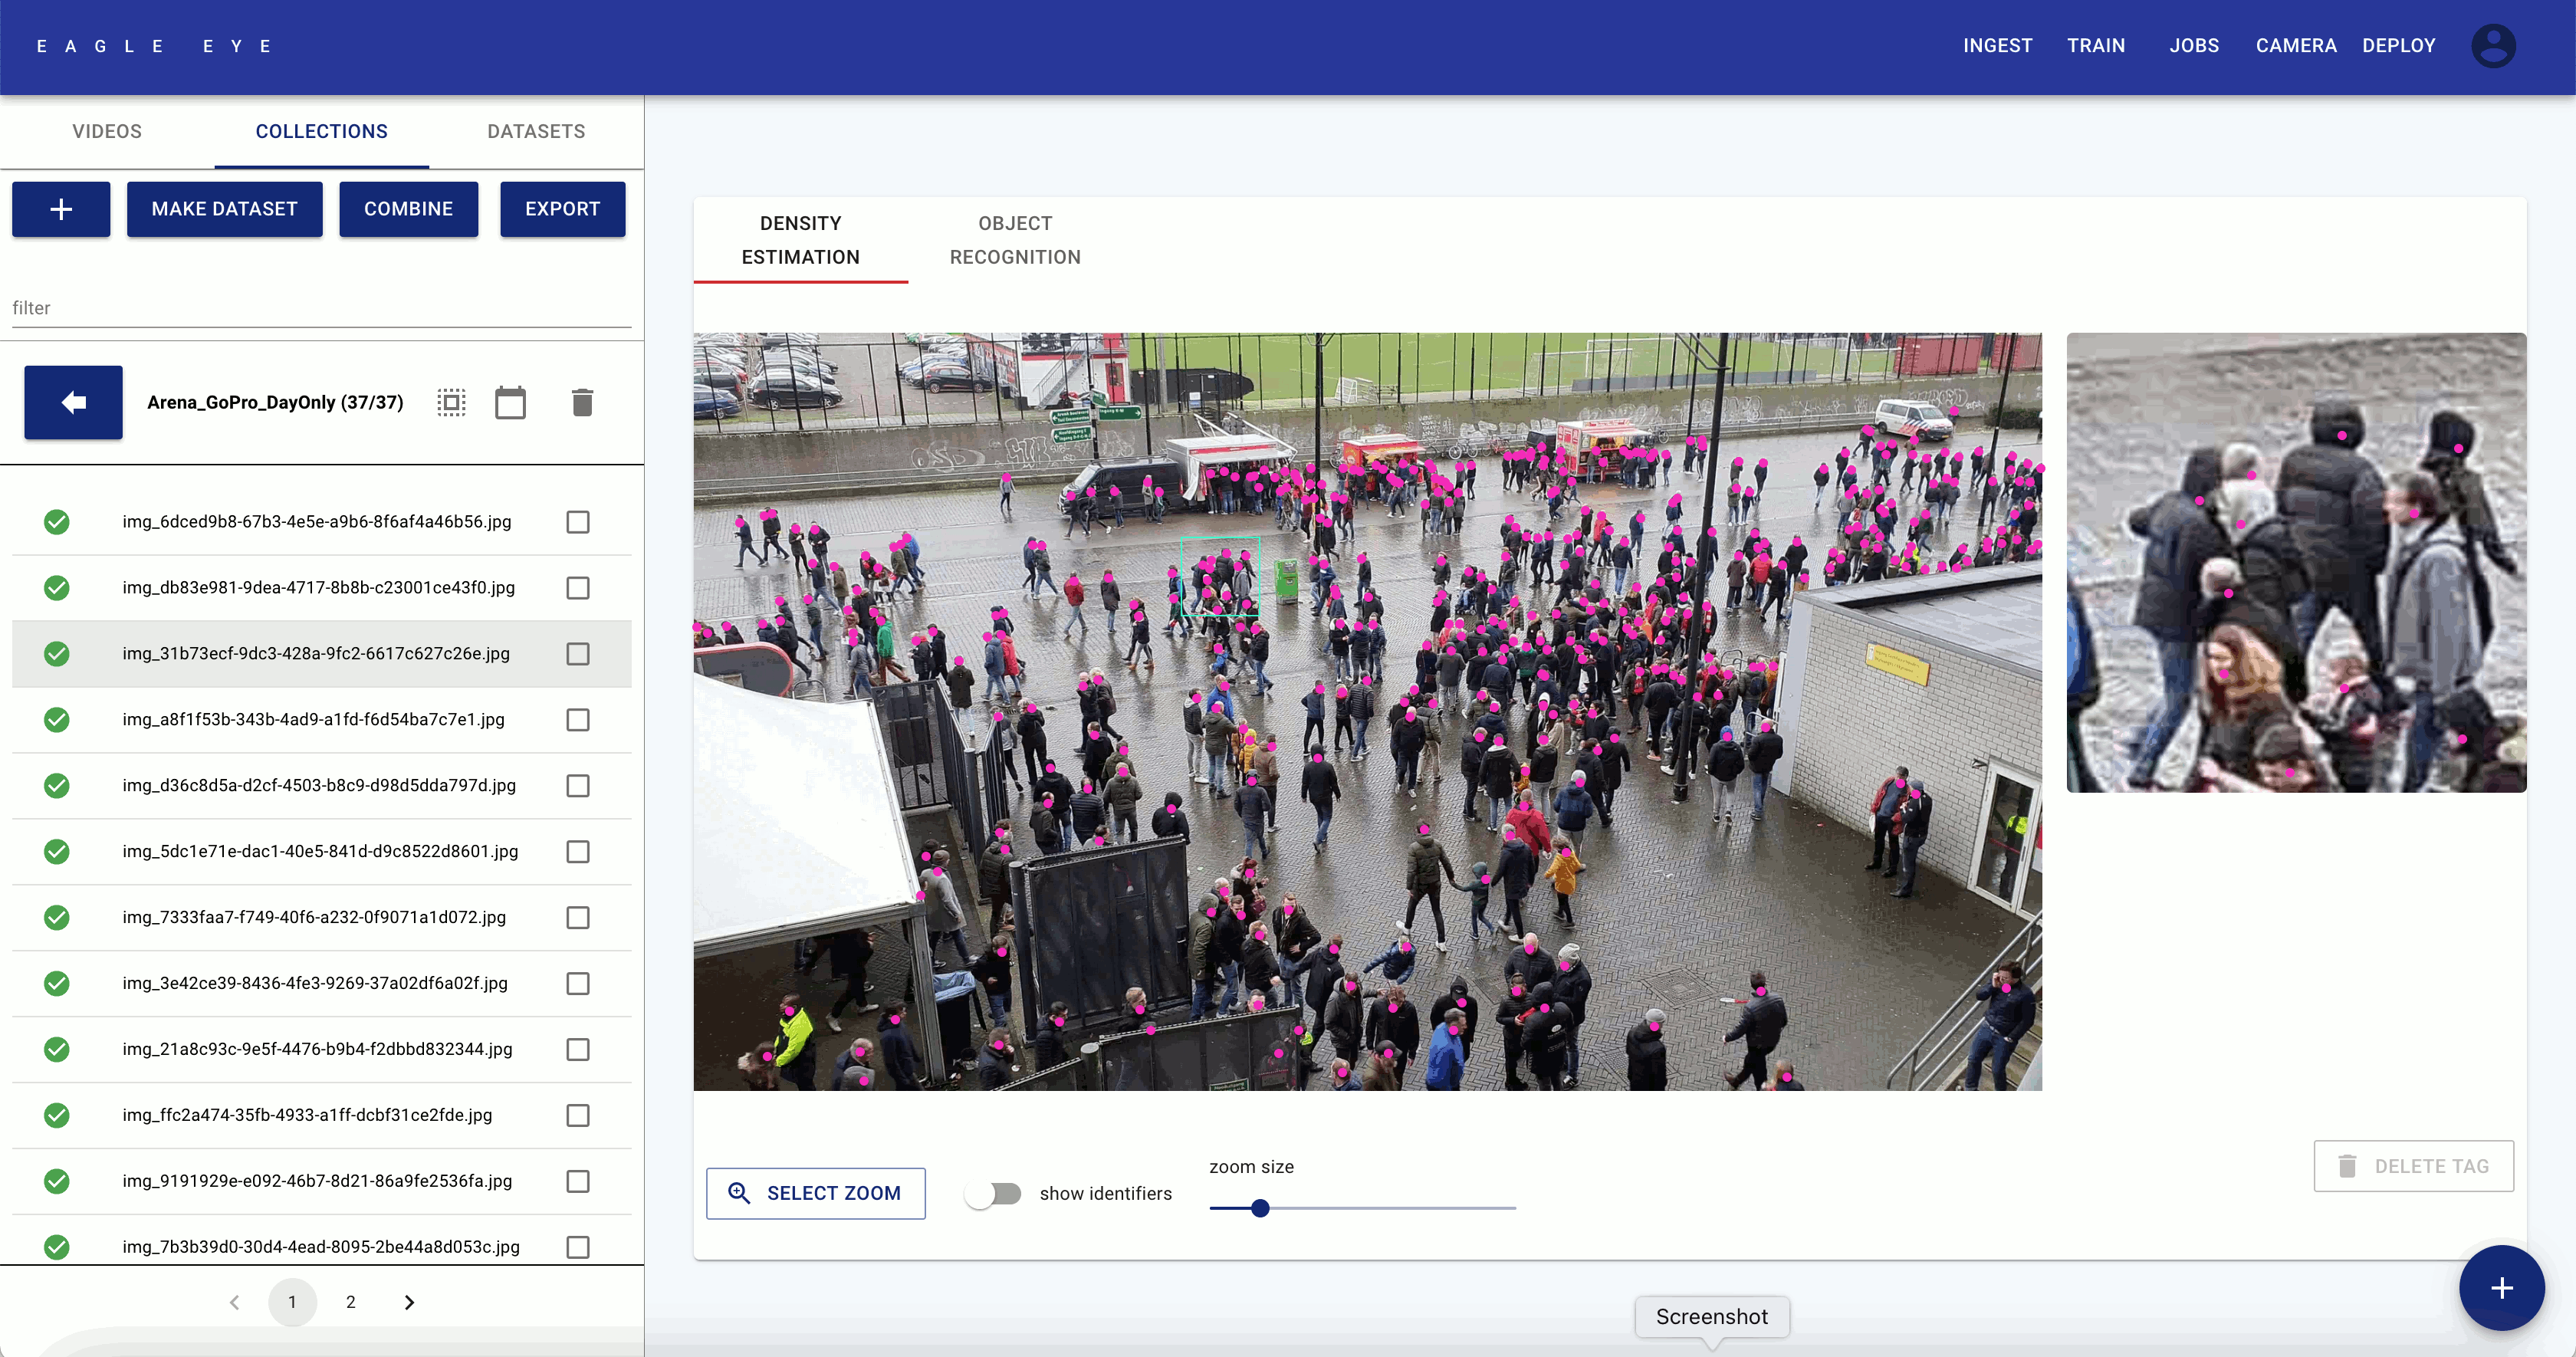 EAGLE EYE
INGEST TRAIN JOBS CAMERA DEPLOY
VIDEOS COLLECTIONS DATASETS
MAKE DATASET COMBINE EXPORT
filter
Arena_GoPro_DayOnly (37/37)
img_6dced9b8-67b3-4e5e-a9b6-8f6af4a46b56.jpg
img_db83e981-9dea-4717-8b8b-c23001ce43f0.jpg
img_31b73ecf-9dc3-428a-9fc2-6617c627c26e.jpg
img_a8f1f53b-343b-4ad9-a1fd-f6d54ba7c7e1.jpg
img_d36c8d5a-d2cf-4503-b8c9-d98d5dda797d.jpg
img_5dc1e71e-dac1-40e5-841d-d9c8522d8601.jpg
img_7333faa7-f749-40f6-a232-0f9071a1d072.jpg
img_3e42ce39-8436-4fe3-9269-37a02df6a02f.jpg
img_21a8c93c-9e5f-4476-b9b4-f2dbbd832344.jpg
img_ffc2a474-35fb-4933-a1ff-dcbf31ce2fde.jpg
img_9191929e-e092-46b7-8d21-86a9fe2536fa.jpg
img_7b3b39d0-30d4-4ead-8095-2be44a8d053c.jpg
1 2
DENSITY
ESTIMATION
OBJECT
RECOGNITION
SELECT ZOOM
show identifiers
zoom size
DELETE TAG
Screenshot